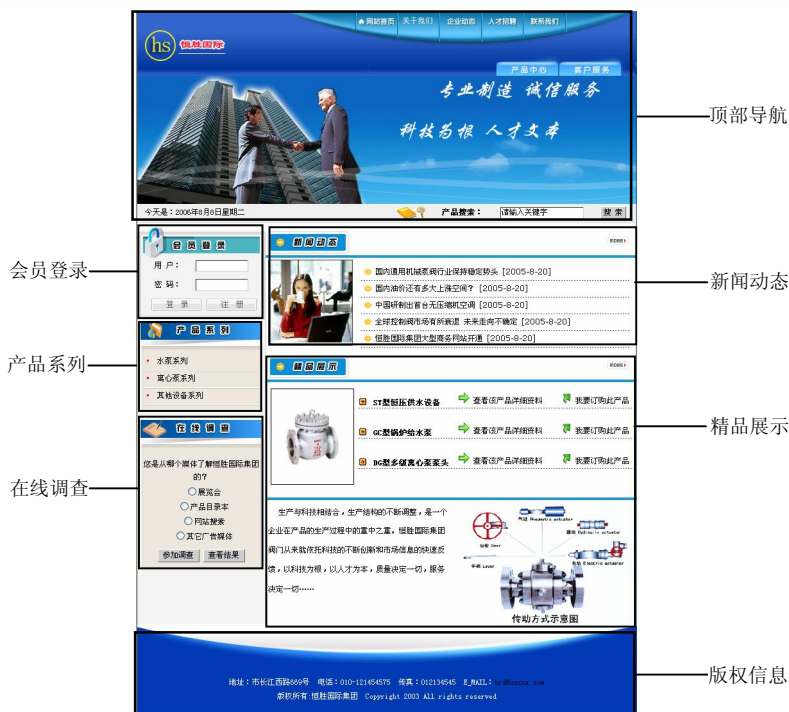 网站首页 关于我们 企业动态 人才招聘 联系我们
hs 恒胜国际
产品中心 客户服务
专业制造 诚信服务
科技为根 人才文本
顶部导航
今天是：2006年8月8日星期二 产品搜索： 请输入关键字 搜索
会员登录
会员登录
用 户：
密 码：
登 录 注 册
新闻动态 MORE
国内通用机械泵阀行业保持稳定势头 [2005-8-20]
国内油价还有多大上涨空间？ [2005-8-20]
中国研制出首台无压缩机空调 [2005-8-20]
全球控制阀市场有所衰退 未来走向不确定 [2005-8-20]
恒胜国际集团大型商务网站开通 [2005-8-20]
新闻动态
产品系列
产品系列
水泵系列
离心泵系列
其他设备系列
精品展示 MORE
ST型恒压供水设备 查看该产品详细资料 我要订购此产品
GC型锅炉给水泵 查看该产品详细资料 我要订购此产品
DG型多级离心泵泵头 查看该产品详细资料 我要订购此产品
精品展示
在线调查
在线调查
您是从哪个媒体了解恒胜国际集团
的？
展览会
产品目录本
网站搜索
其它广告媒体
参加调查 查看结果
生产与科技相结合，生产结构的不断调整，是一
个企业在产品的生产过程中的重中之重。恒胜国际集团
阀门从来就依托科技的不断创新和市场信息的快速反
馈，以科技为根，以人才为本，质量决定一切，服务
决定一切……
气动 Pneumatic actuator
Hydraulic actuator
Gear
手柄 Lever
电动 Electric actuator
传动方式示意图
版权信息
地址：市长江西路669号 电话：010-121454575 传真：012134545 E_MAIL：
版权所有:恒胜国际集团 Copyright 2003 All rights reserved